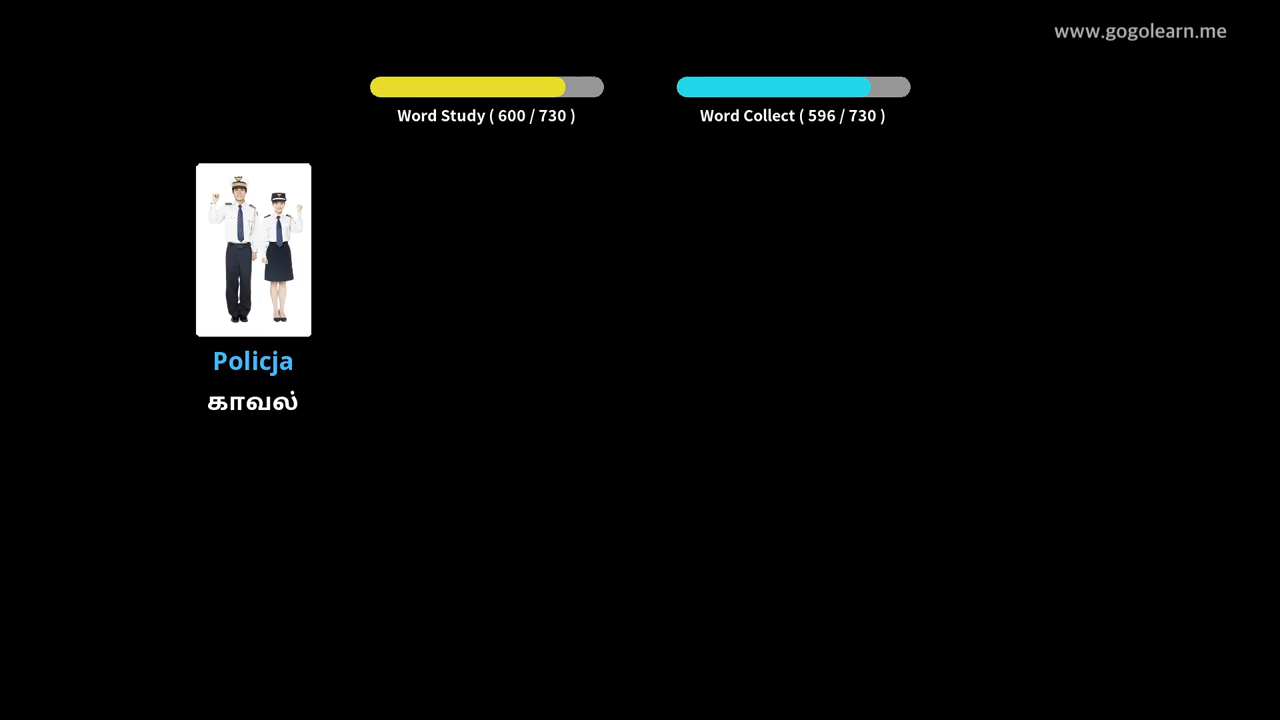 www.gogolearn.me
Word Study ( 600 / 730 )
Word Collect ( 596 / 730 )
Policja
காவல்